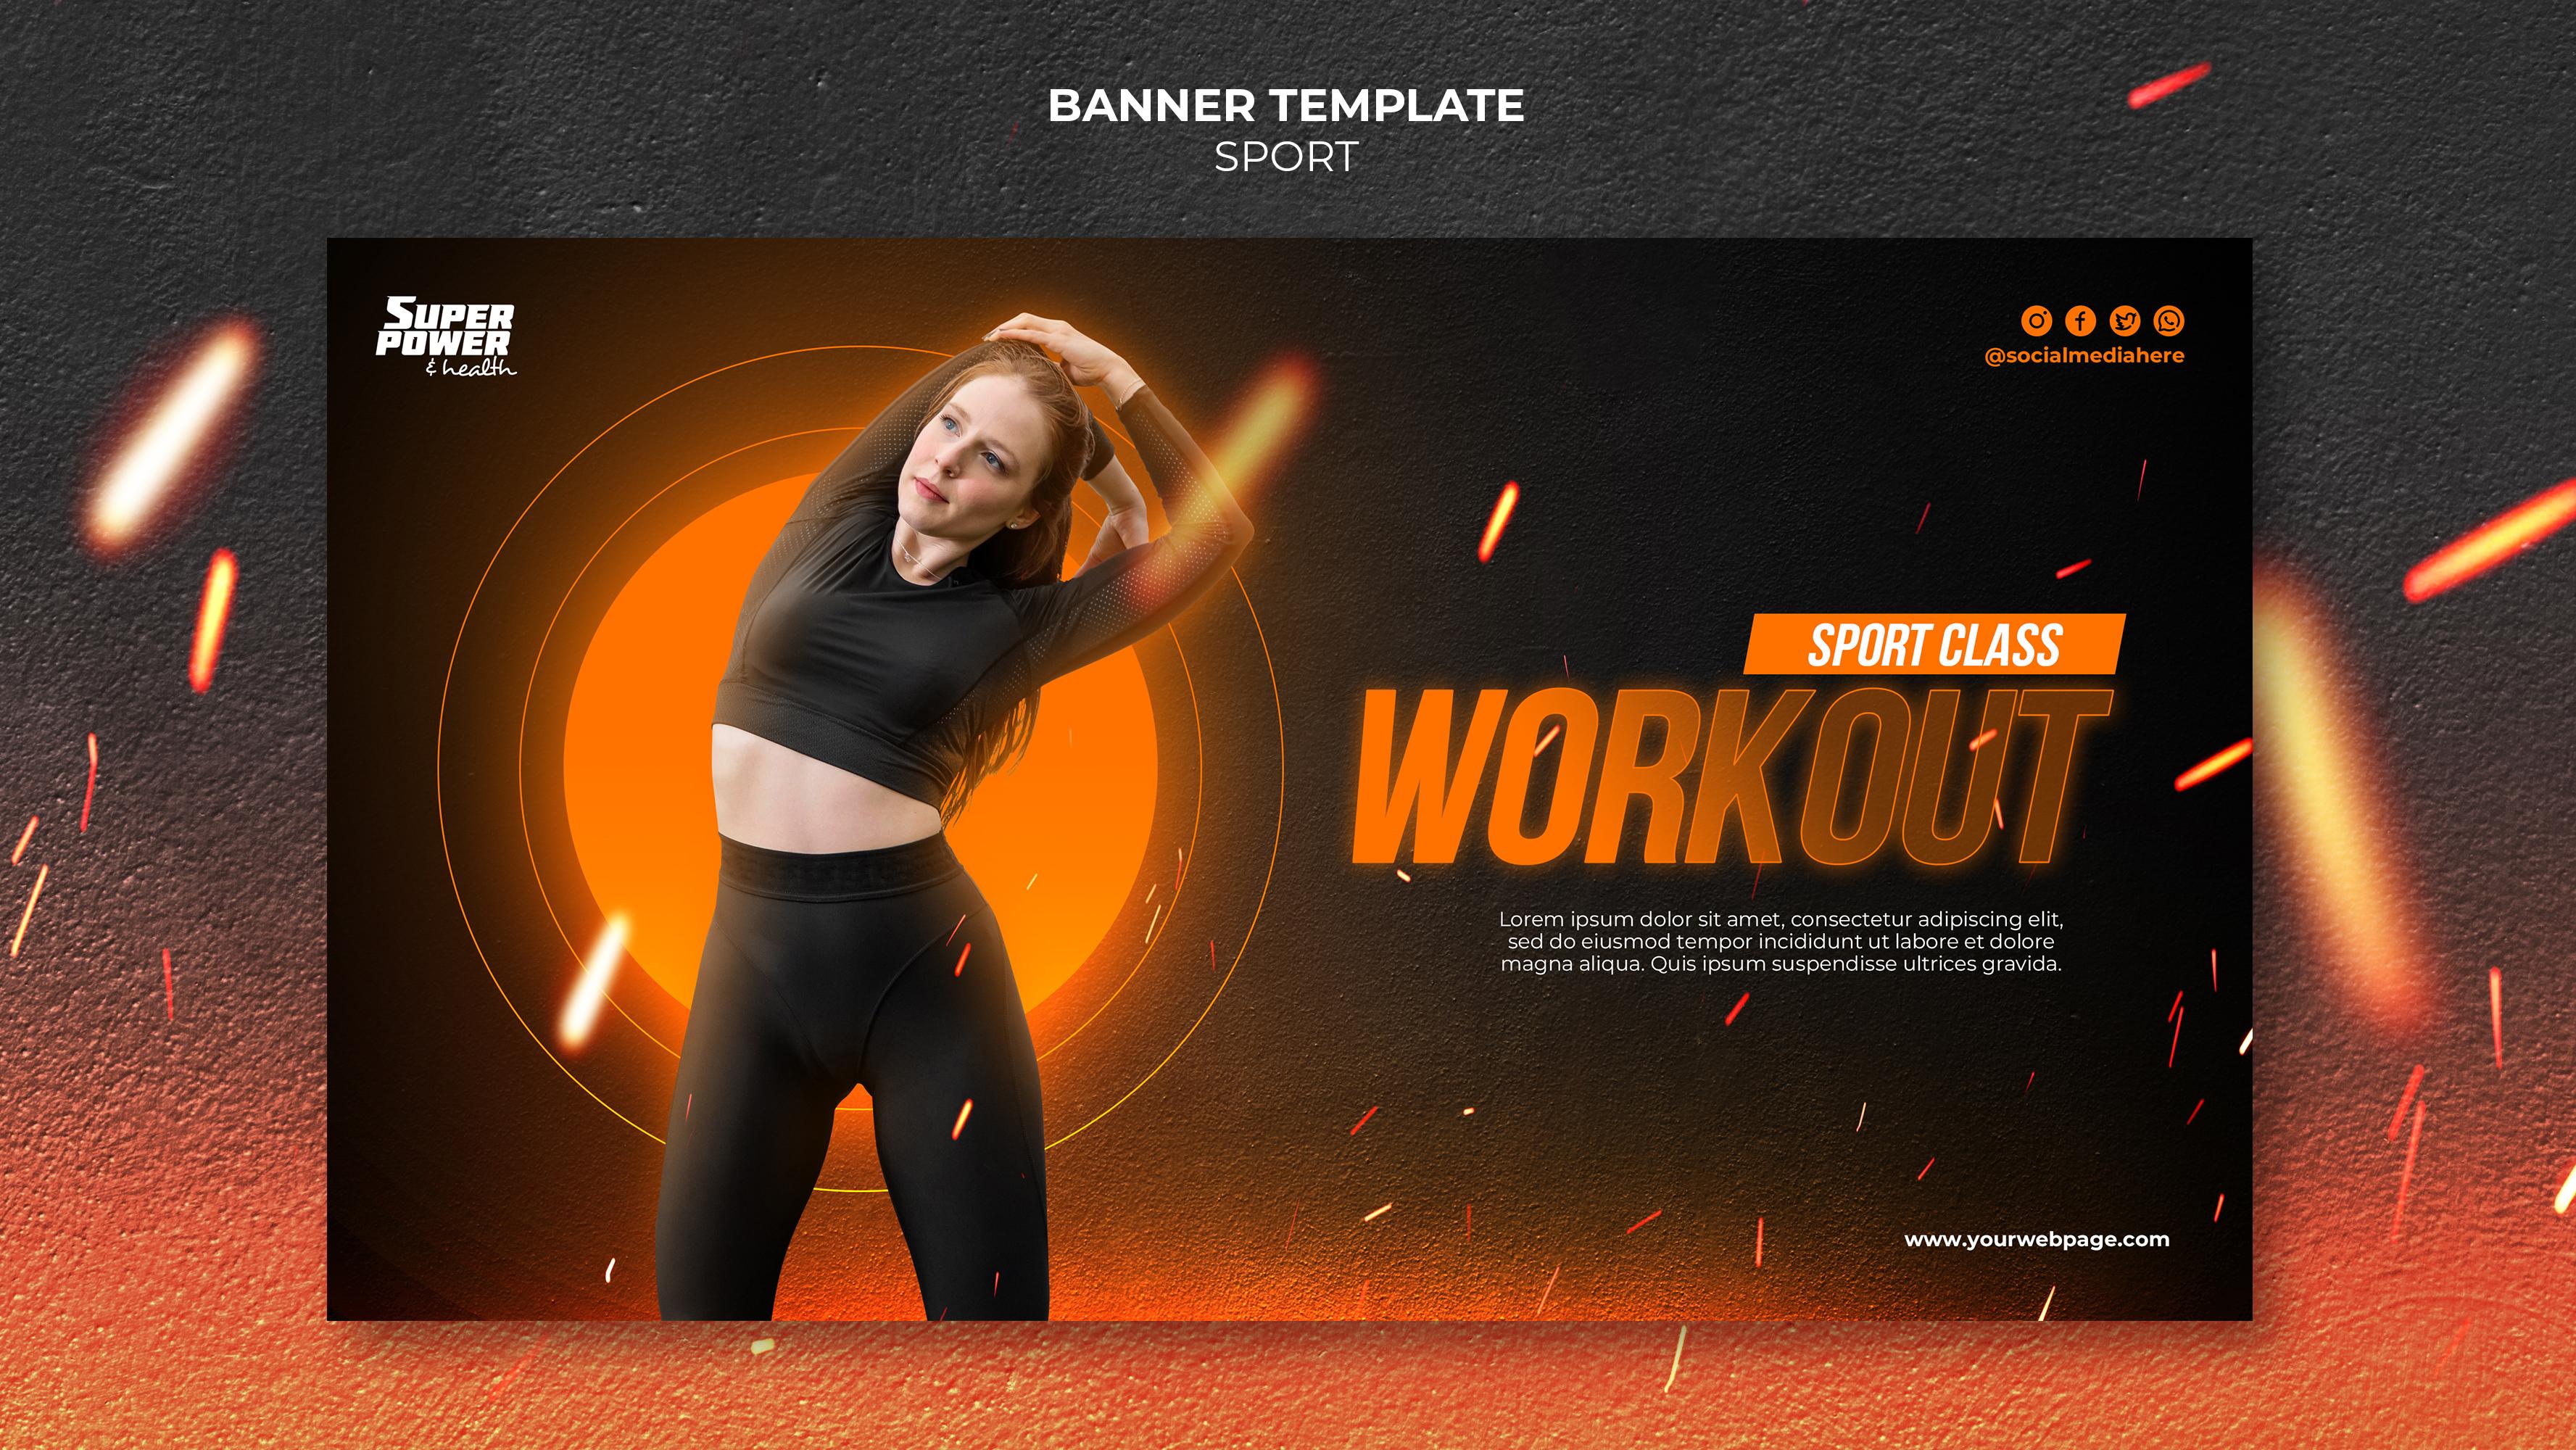 BANNER TEMPLATE
SPORT
SUPER
POWER
& health
@socialmediahere
SPORT CLASS
WORKOUT
Lorem ipsum dolor sit amet, consectetur adipiscing elit,
sed do eiusmod tempor incididunt ut labore et dolore
magna aliqua. Quis ipsum suspendisse ultrices gravida.
www.yourwebpage.com